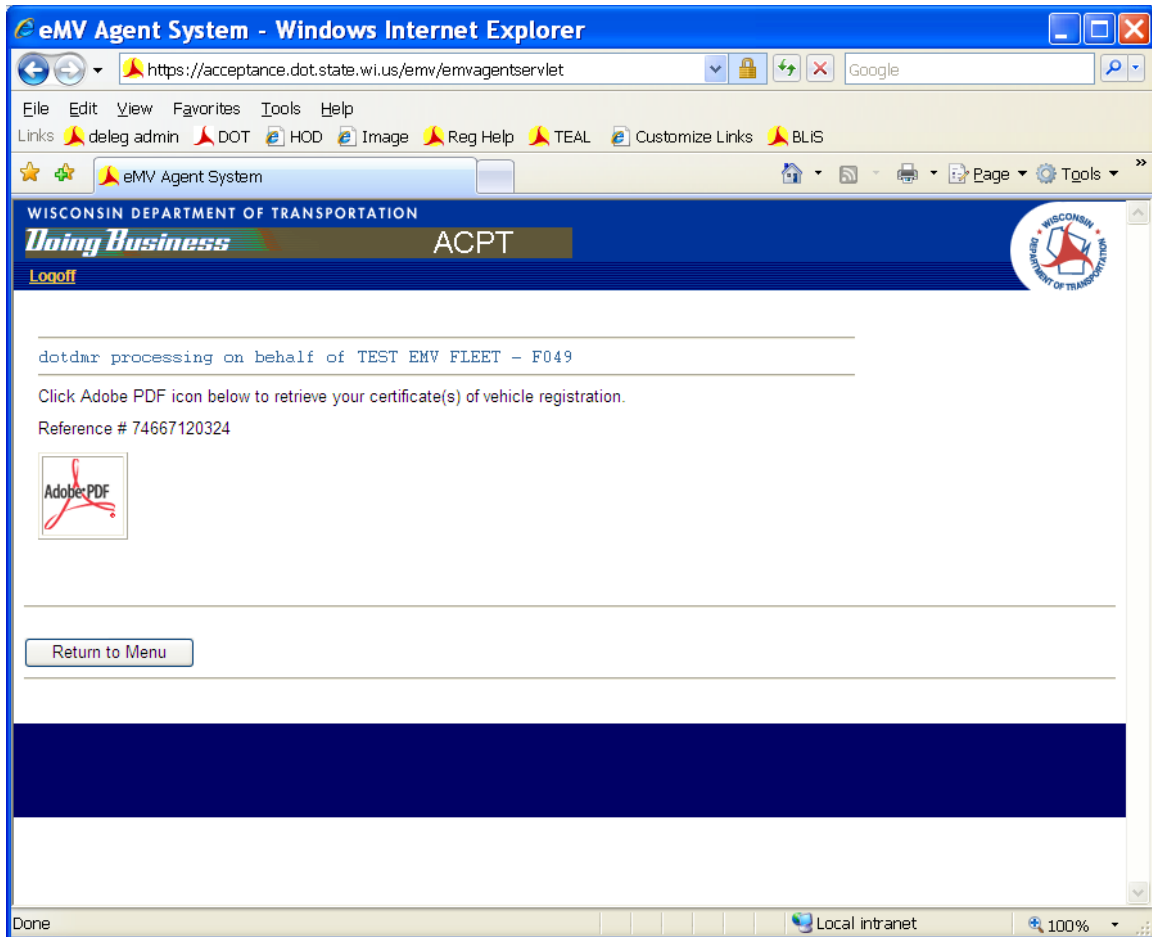 eMV Agent System - Windows Internet Explorer
https://acceptance.dot.state.wi.us/emv/emvagentservlet
Google
File Edit View Favorites Tools Help
Links deleg admin DOT HOD Image Reg Help TEAL Customize Links BLiS
eMV Agent System
Page Tools »
WISCONSIN DEPARTMENT OF TRANSPORTATION
Doing Business ACPT
WISCONSIN DEPARTMENT OF TRANSPORTATION
Logoff
dotdmr processing on behalf of TEST EMV FLEET - F049
Click Adobe PDF icon below to retrieve your certificate(s) of vehicle registration.
Reference # 74667120324
Adobe PDF
Return to Menu
Done Local intranet 100%